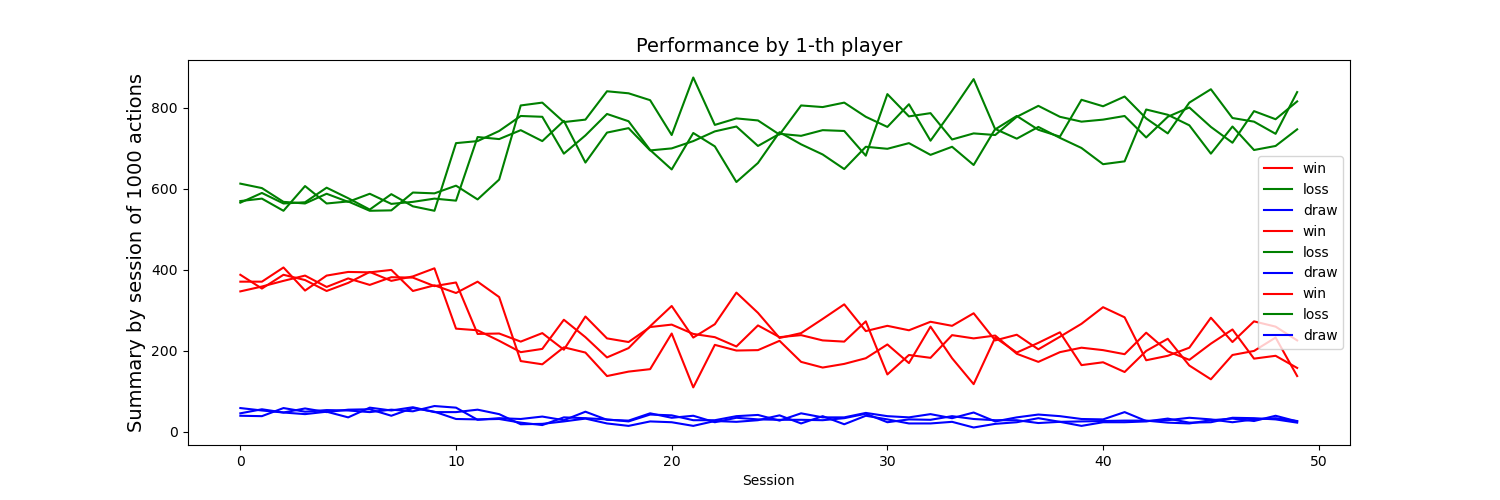 Performance by 1-th player
Summary by session of 1000 actions
800
600
400
200
0
0 10 20 30 40 50
Session
win
loss
draw
win
loss
draw
win
loss
draw